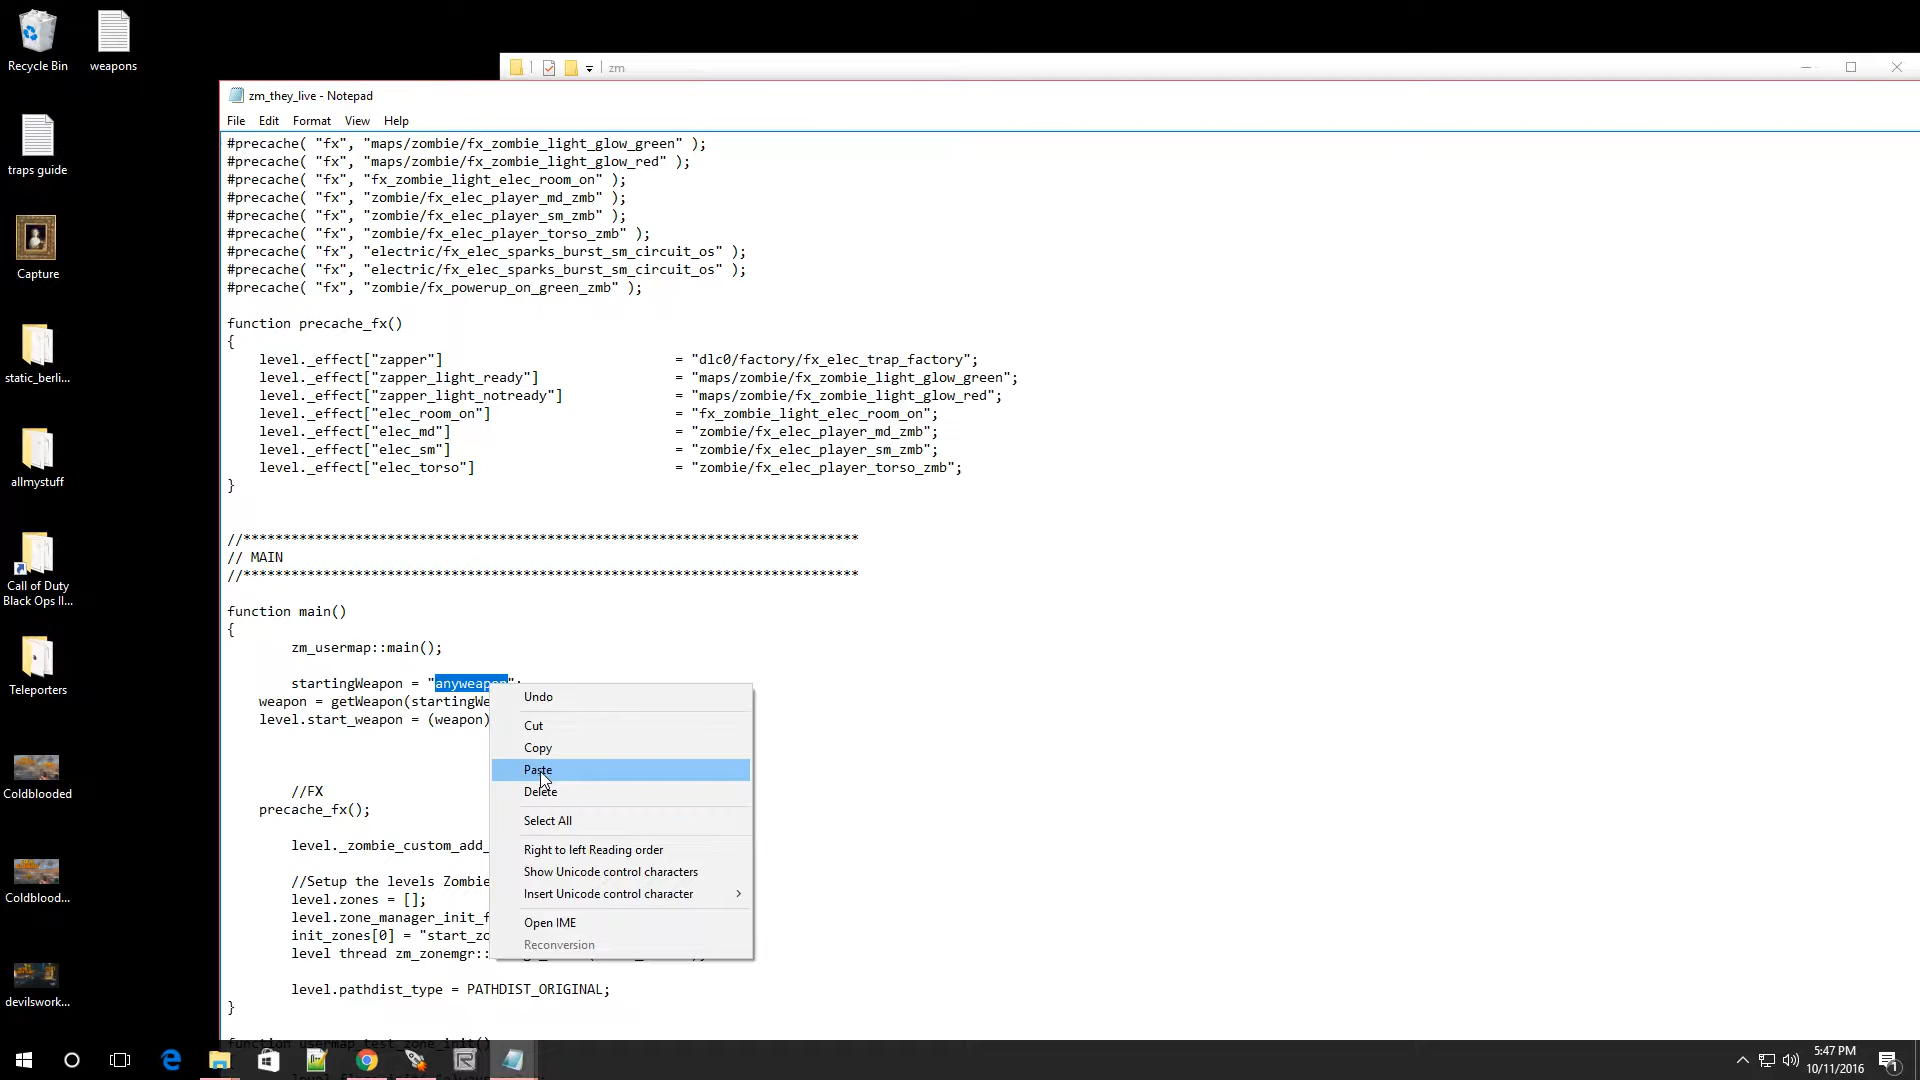 Recycle Bin
weapons
traps guide
Capture
static_berli...
allmystuff
Call of Duty
Black Ops II...
Teleporters
Coldblooded
Coldblood...
devilswork...
zm
zm_they_live - Notepad
File Edit Format View Help
#precache( "fx", "maps/zombie/fx_zombie_light_glow_green" );
#precache( "fx", "maps/zombie/fx_zombie_light_glow_red" );
#precache( "fx", "fx_zombie_light_elec_room_on" );
#precache( "fx", "zombie/fx_elec_player_md_zmb" );
#precache( "fx", "zombie/fx_elec_player_sm_zmb" );
#precache( "fx", "zombie/fx_elec_player_torso_zmb" );
#precache( "fx", "electric/fx_elec_sparks_burst_sm_circuit_os" );
#precache( "fx", "electric/fx_elec_sparks_burst_sm_circuit_os" );
#precache( "fx", "zombie/fx_powerup_on_green_zmb" );
function precache_fx()
{
level._effect["zapper"] = "dlc0/factory/fx_elec_trap_factory";
level._effect["zapper_light_ready"] = "maps/zombie/fx_zombie_light_glow_green";
level._effect["zapper_light_notready"] = "maps/zombie/fx_zombie_light_glow_red";
level._effect["elec_room_on"] = "fx_zombie_light_elec_room_on";
level._effect["elec_md"] = "zombie/fx_elec_player_md_zmb";
level._effect["elec_sm"] = "zombie/fx_elec_player_sm_zmb";
level._effect["elec_torso"] = "zombie/fx_elec_player_torso_zmb";
}
//*****************************************************************************
// MAIN
//*****************************************************************************
function main()
{
zm_usermap::main();
startingWeapon = "anyweapon";
weapon = getWeapon(startingWe
level.start_weapon = (weapon)
//FX
precache_fx();
level._zombie_custom_add_
//Setup the levels Zombie
level.zones = [];
level.zone_manager_init_f
init_zones[0] = "start_zo
level thread zm_zonemgr::
level.pathdist_type = PATHDIST_ORIGINAL;
}
function usermap_test_zone_init()
Undo
Cut
Copy
Paste
Delete
Select All
Right to left Reading order
Show Unicode control characters
Insert Unicode control character
Open IME
Reconversion
5:47 PM
10/11/2016
1